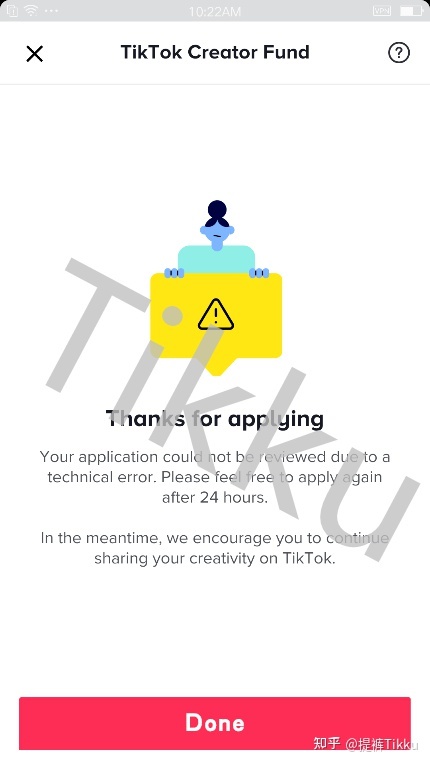 10:22AM
VPN
TikTok Creator Fund
?
Tikku
Thanks for applying
Your application could not be reviewed due to a
technical error. Please feel free to apply again
after 24 hours.
In the meantime, we encourage you to continue
sharing your creativity on TikTok.
Done
知乎 @提裤Tikku